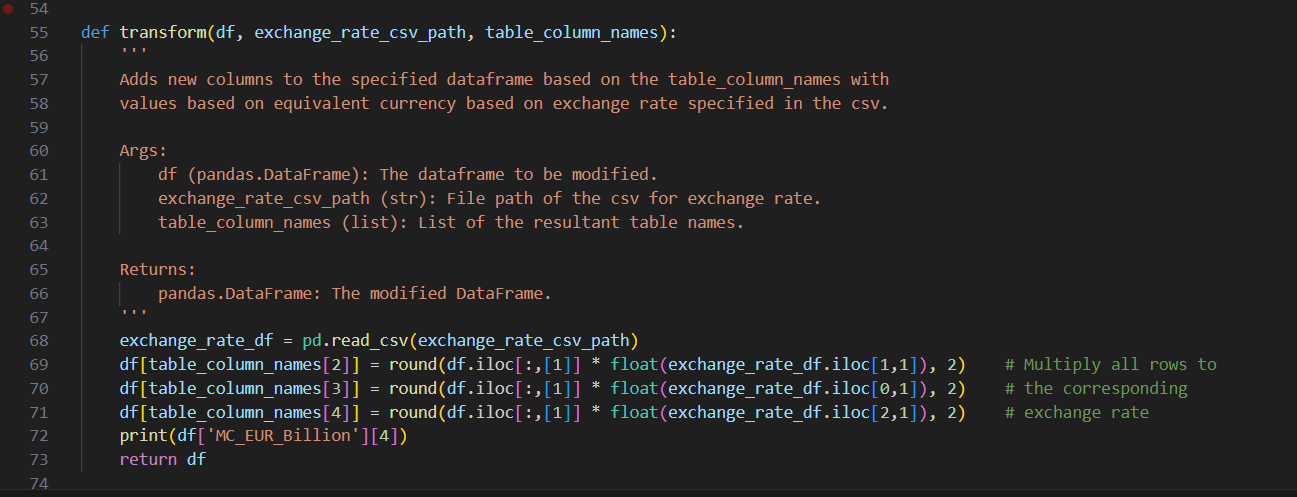 54
55 def transform(df, exchange_rate_csv_path, table_column_names):
56     '''
57     Adds new columns to the specified dataframe based on the table_column_names with
58     values based on equivalent currency based on exchange rate specified in the csv.
59
60     Args:
61         df (pandas.DataFrame): The dataframe to be modified.
62         exchange_rate_csv_path (str): File path of the csv for exchange rate.
63         table_column_names (list): List of the resultant table names.
64
65     Returns:
66         pandas.DataFrame: The modified DataFrame.
67     '''
68     exchange_rate_df = pd.read_csv(exchange_rate_csv_path)
69     df[table_column_names[2]] = round(df.iloc[:,[1]] * float(exchange_rate_df.iloc[1,1]), 2)    # Multiply all rows to
70     df[table_column_names[3]] = round(df.iloc[:,[1]] * float(exchange_rate_df.iloc[0,1]), 2)    # the corresponding
71     df[table_column_names[4]] = round(df.iloc[:,[1]] * float(exchange_rate_df.iloc[2,1]), 2)    # exchange rate
72     print(df['MC_EUR_Billion'][4])
73     return df
74